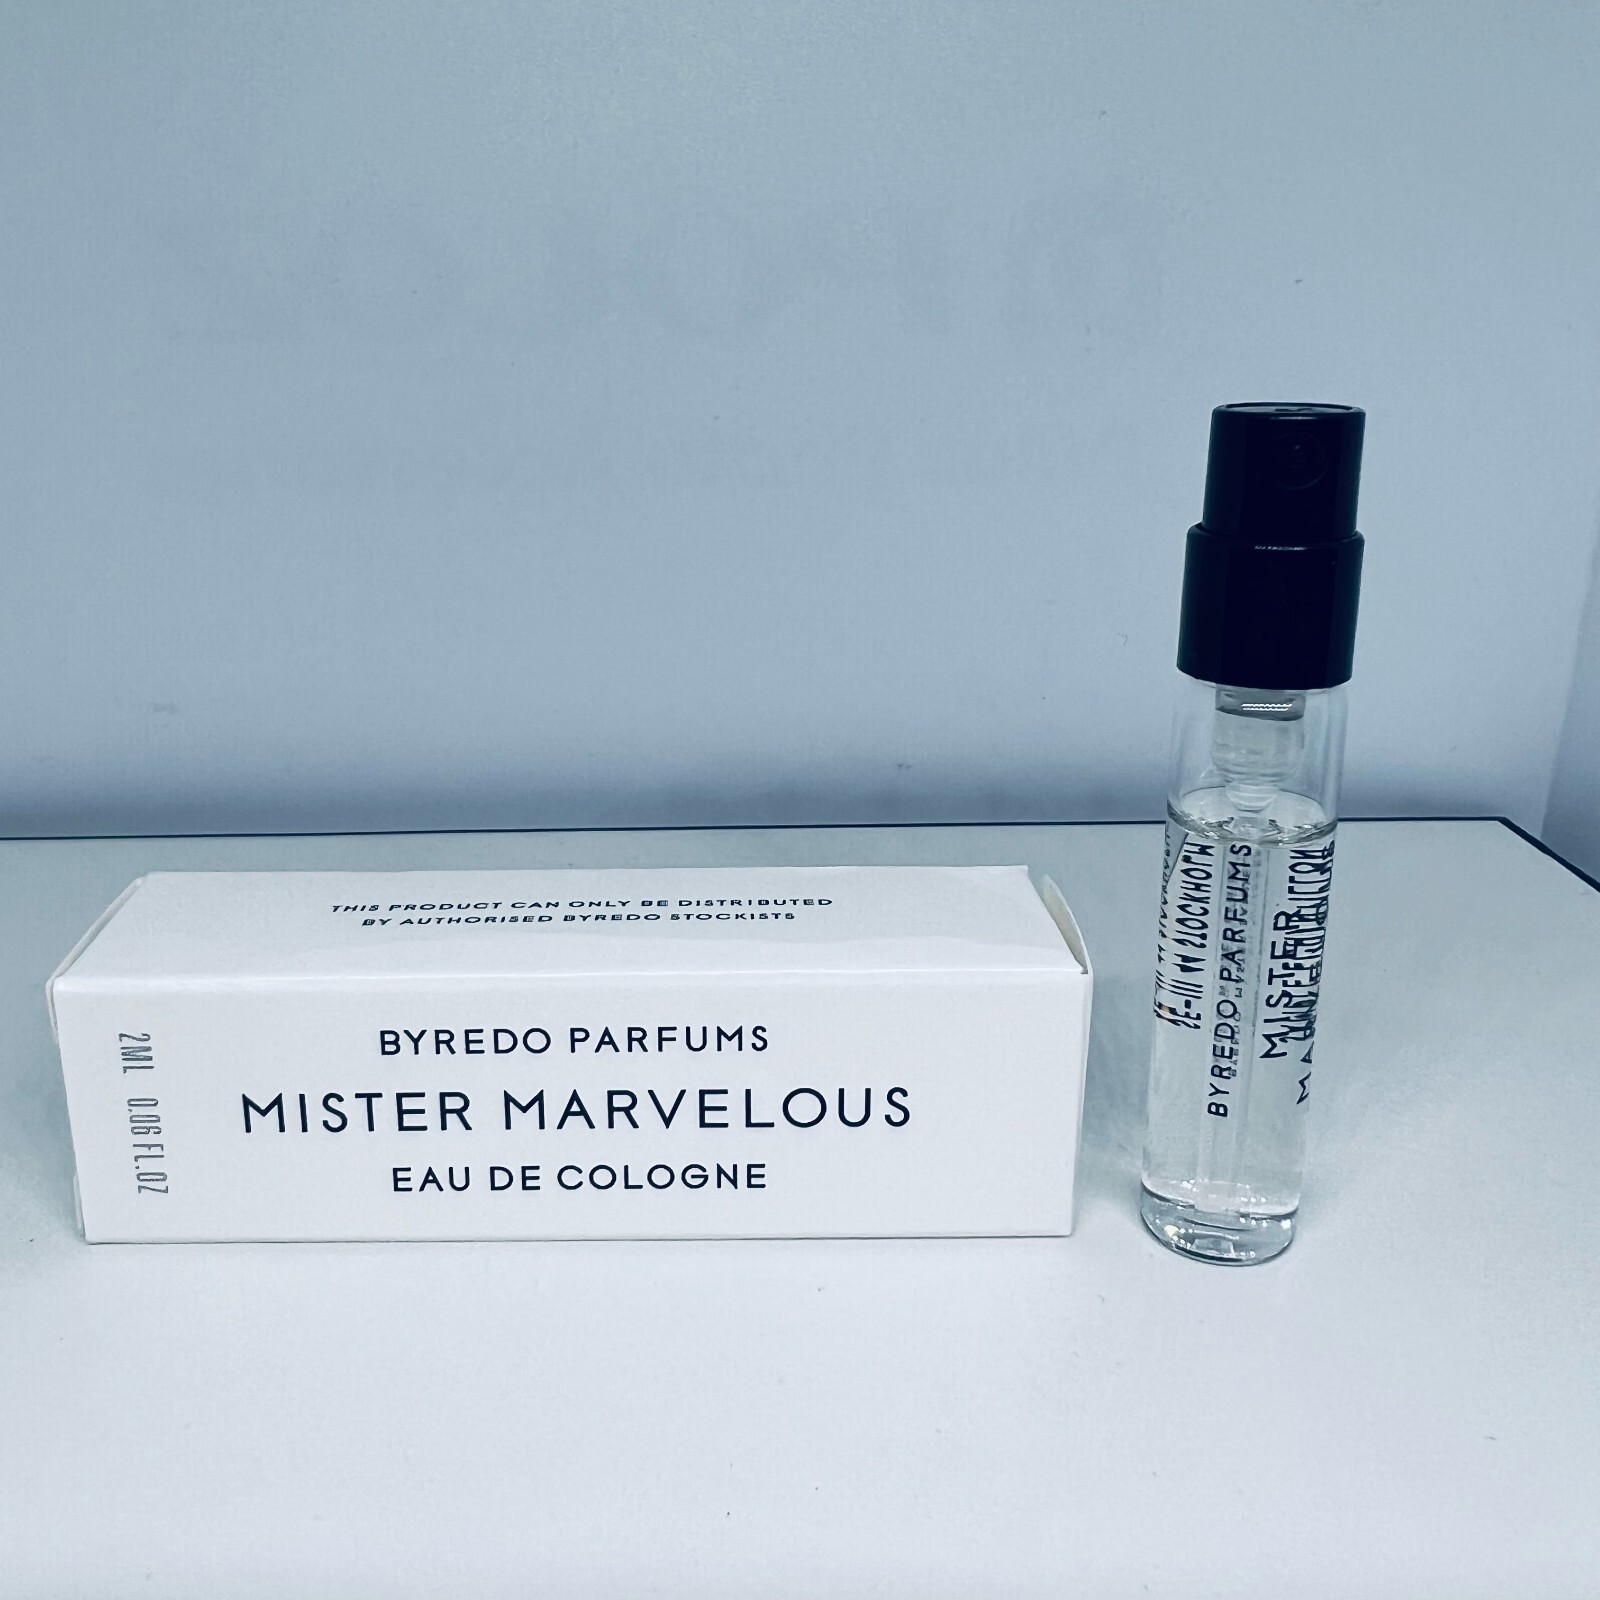 THIS PRODUCT CAN ONLY BE DISTRIBUTED
BY AUTHORISED BYREDO STOCKISTS
BYREDO PARFUMS
MISTER MARVELOUS
EAU DE COLOGNE
2ML 0.06 FL.OZ
BYREDO PARFUMS
MISTER